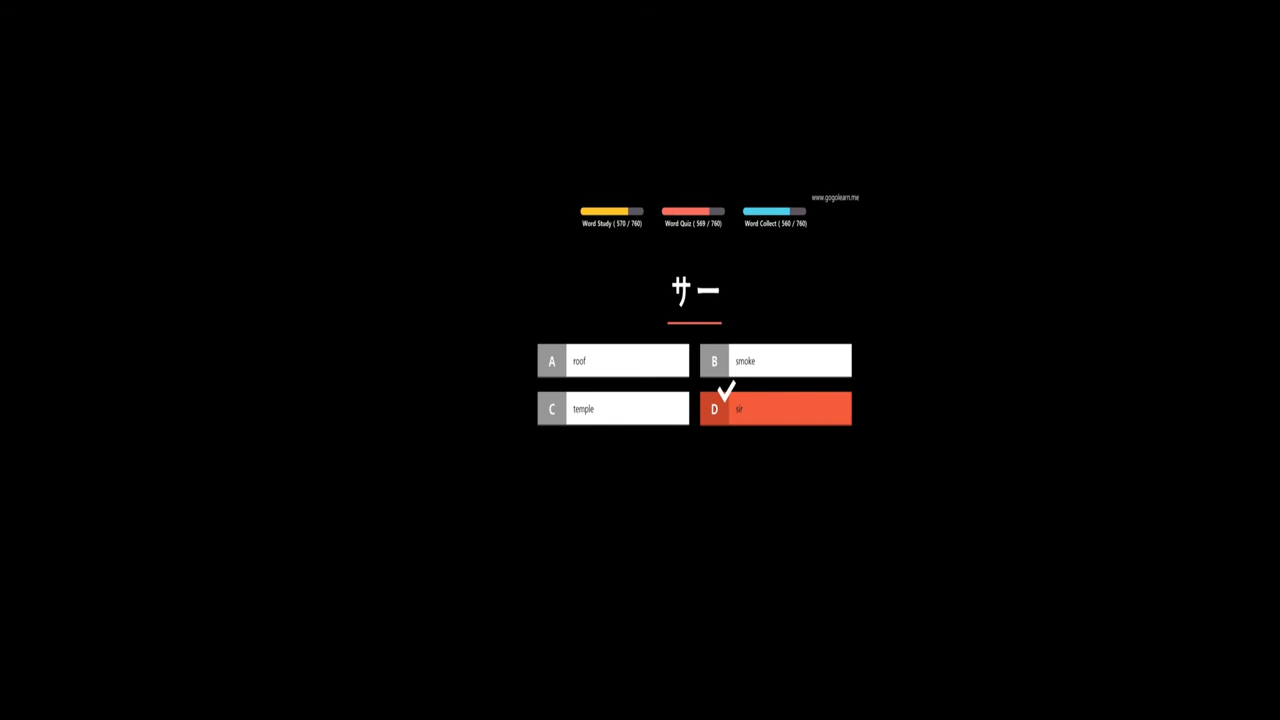 www.gogolearn.me
Word Study ( 570 / 760)
Word Quiz ( 569 / 760)
Word Collect ( 560 / 760)
サー
A roof
B smoke
C temple
D sir